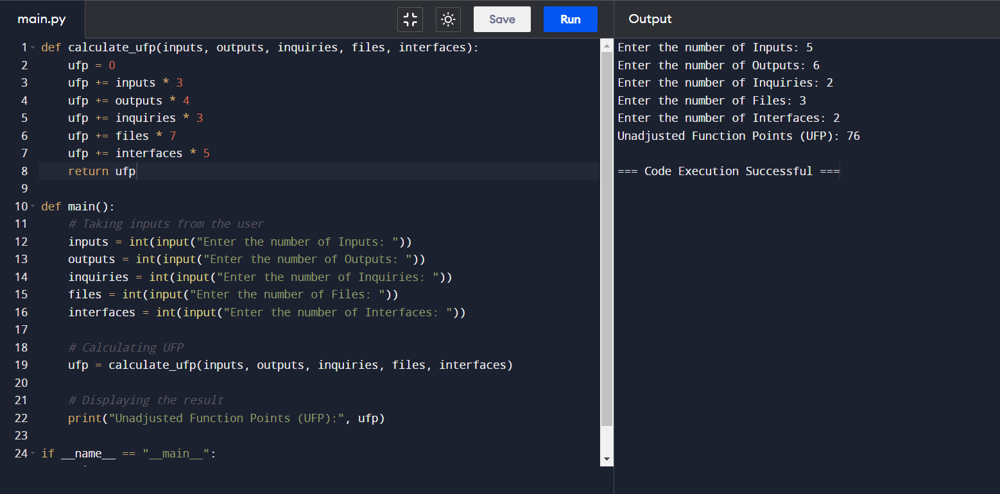 main.py
Save
Run
Output
1 def calculate_ufp(inputs, outputs, inquiries, files, interfaces):
2 ufp = 0
3 ufp += inputs * 3
4 ufp += outputs * 4
5 ufp += inquiries * 3
6 ufp += files * 7
7 ufp += interfaces * 5
8 return ufp
9
10 def main():
11 # Taking inputs from the user
12 inputs = int(input("Enter the number of Inputs: "))
13 outputs = int(input("Enter the number of Outputs: "))
14 inquiries = int(input("Enter the number of Inquiries: "))
15 files = int(input("Enter the number of Files: "))
16 interfaces = int(input("Enter the number of Interfaces: "))
17
18 # Calculating UFP
19 ufp = calculate_ufp(inputs, outputs, inquiries, files, interfaces)
20
21 # Displaying the result
22 print("Unadjusted Function Points (UFP):", ufp)
23
24 if __name__ == "__main__":
Enter the number of Inputs: 5
Enter the number of Outputs: 6
Enter the number of Inquiries: 2
Enter the number of Files: 3
Enter the number of Interfaces: 2
Unadjusted Function Points (UFP): 76
=== Code Execution Successful ===